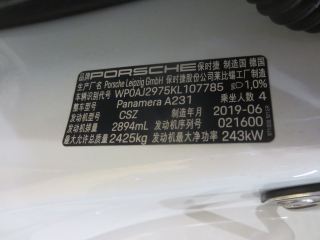 品牌 PORSCHE 保时捷 制造国 德国
生产厂名 Porsche Leipzig GmbH 保时捷股份公司莱比锡工厂 制造
车辆识别代号 WP0AJ2975KL107785 g 1,0%
型号 Panamera A231 乘坐人数 4
发动机型号 CSZ 制造年月 2019-06
发动机排量 2894mL 发动机序列号 021600
最大允许总质量 2425kg 发动机最大净功率 243kW